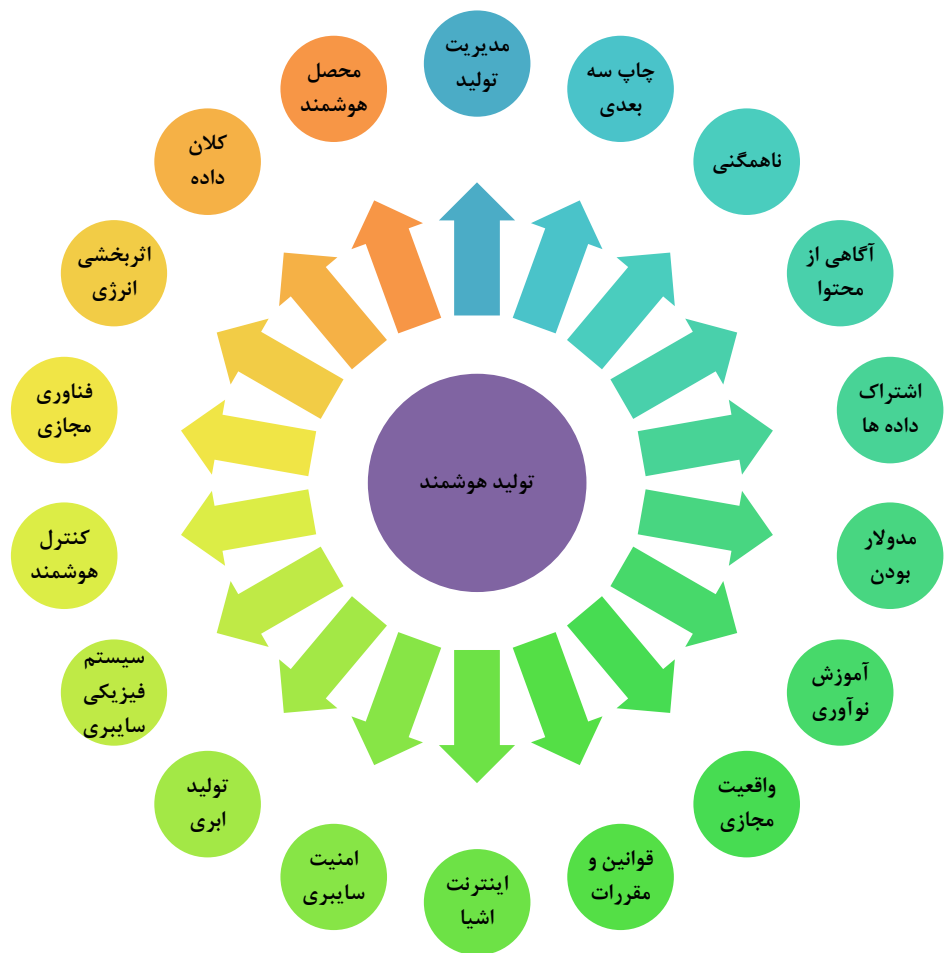 مدیریت
تولید
چاپ سه
بعدی
ناهمگنی
آگاهی از
محتوا
اشتراک
داده ها
مدولار
بودن
آموزش
نوآوری
واقعیت
مجازی
قوانین و
مقررات
اینترنت
اشیا
امنیت
سایبری
تولید
ابری
سیستم
فیزیکی
سایبری
کنترل
هوشمند
فناوری
مجازی
اثربخشی
انرژی
کلان
داده
محصل
هوشمند
تولید هوشمند